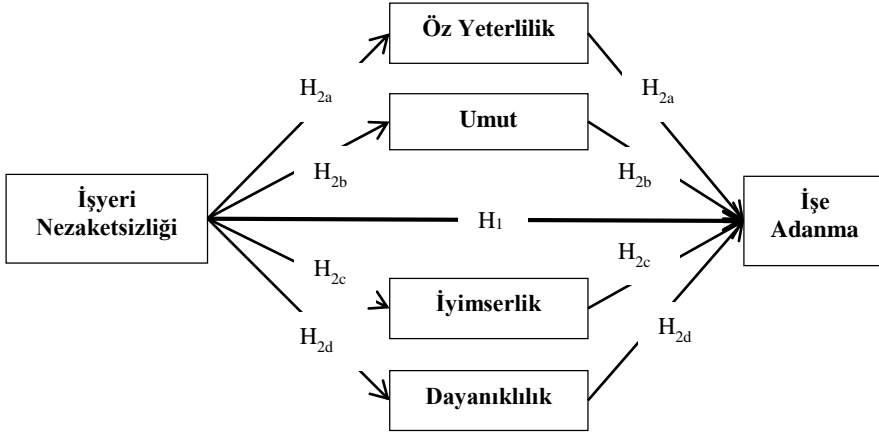 Öz Yeterlilik
H2a
H2a
Umut
H2b
H2b
İşyeri
Nezaketsizliği
H1
İşe
Adanma
H2c
H2c
İyimserlik
H2d
H2d
Dayanıklılık